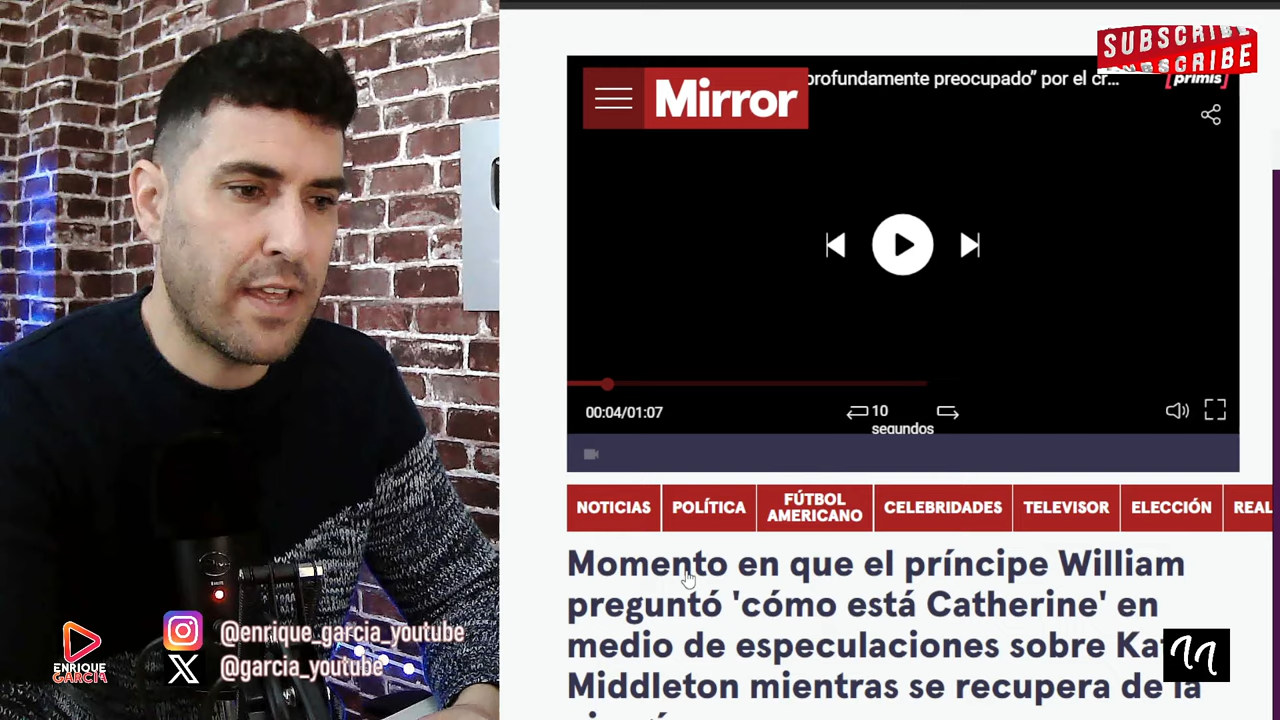 SUBSCRIBE
SUBSCRIBE
Mirror
profundamente preocupado” por el cr...
[primis]
00:04/01:07
10
segundos
NOTICIAS
POLÍTICA
FÚTBOL
AMERICANO
CELEBRIDADES
TELEVISOR
ELECCIÓN
REAL
Momento en que el príncipe William
preguntó 'cómo está Catherine' en
medio de especulaciones sobre Ka
Middleton mientras se recupera de la
ENRIQUE
GARCIA
@enrique_garcia_youtube
@garcia_youtube